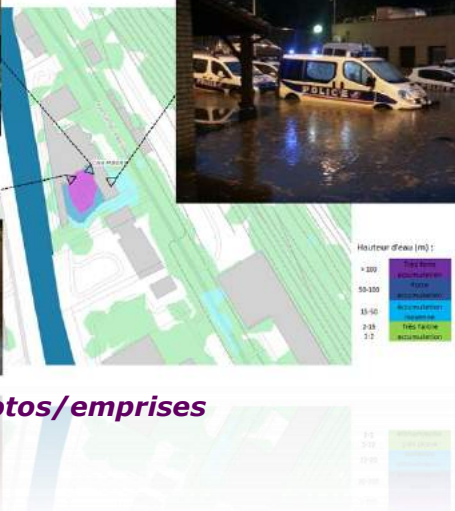 POLICE
Hauteur d'eau (m) :
> 100
Très forte
accumulation
50-100
Forte
accumulation
15-50
Accumulation
moyenne
2-15
Très faible
accumulation
otos/emprises